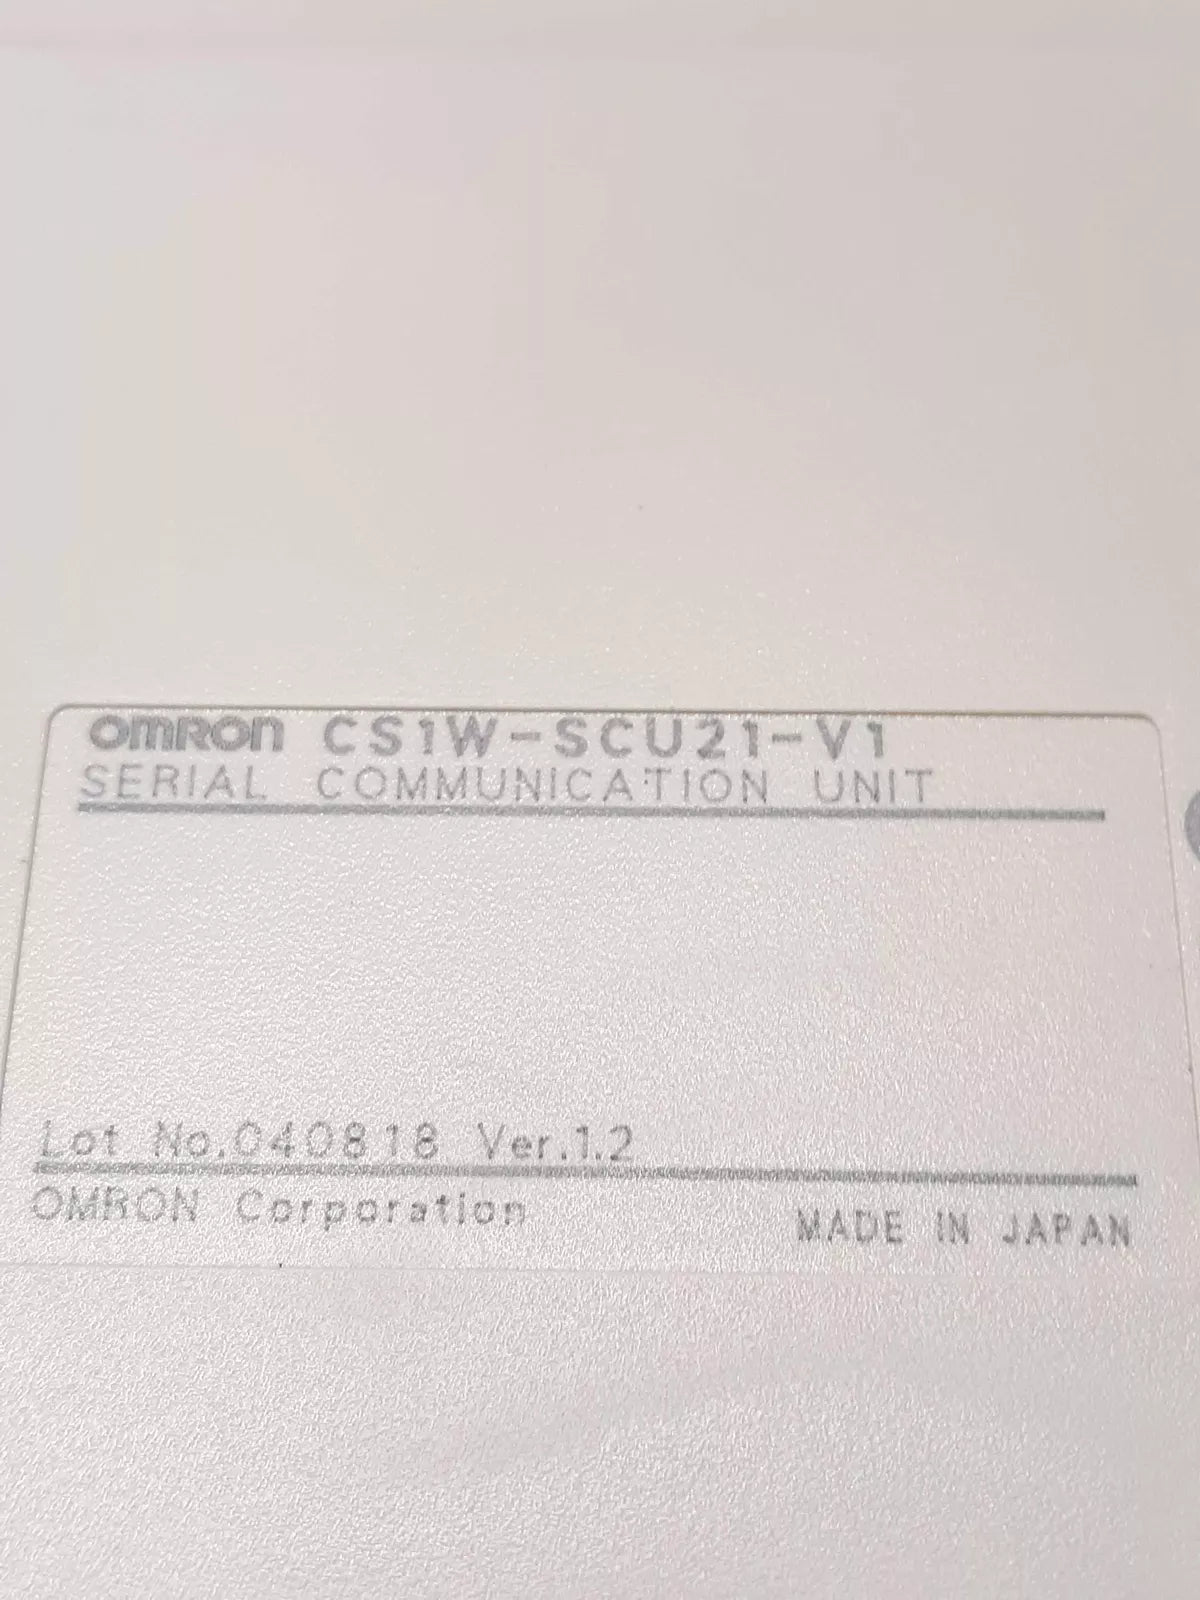 OMRON CS1W-SCU21-V1
SERIAL COMMUNICATION UNIT
Lot No.040818 Ver.1.2
OMRON Corporation
MADE IN JAPAN